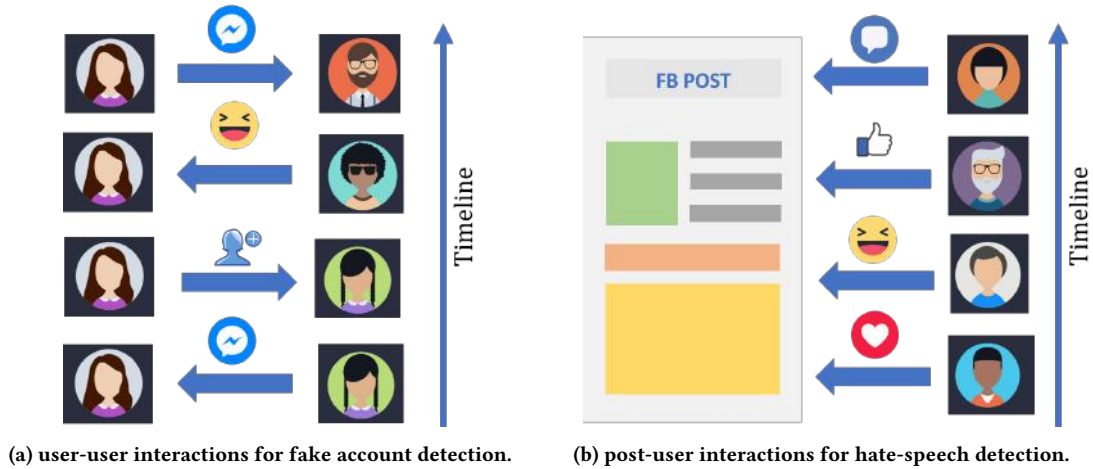 Timeline
FB POST
Timeline
(a) user-user interactions for fake account detection.
(b) post-user interactions for hate-speech detection.